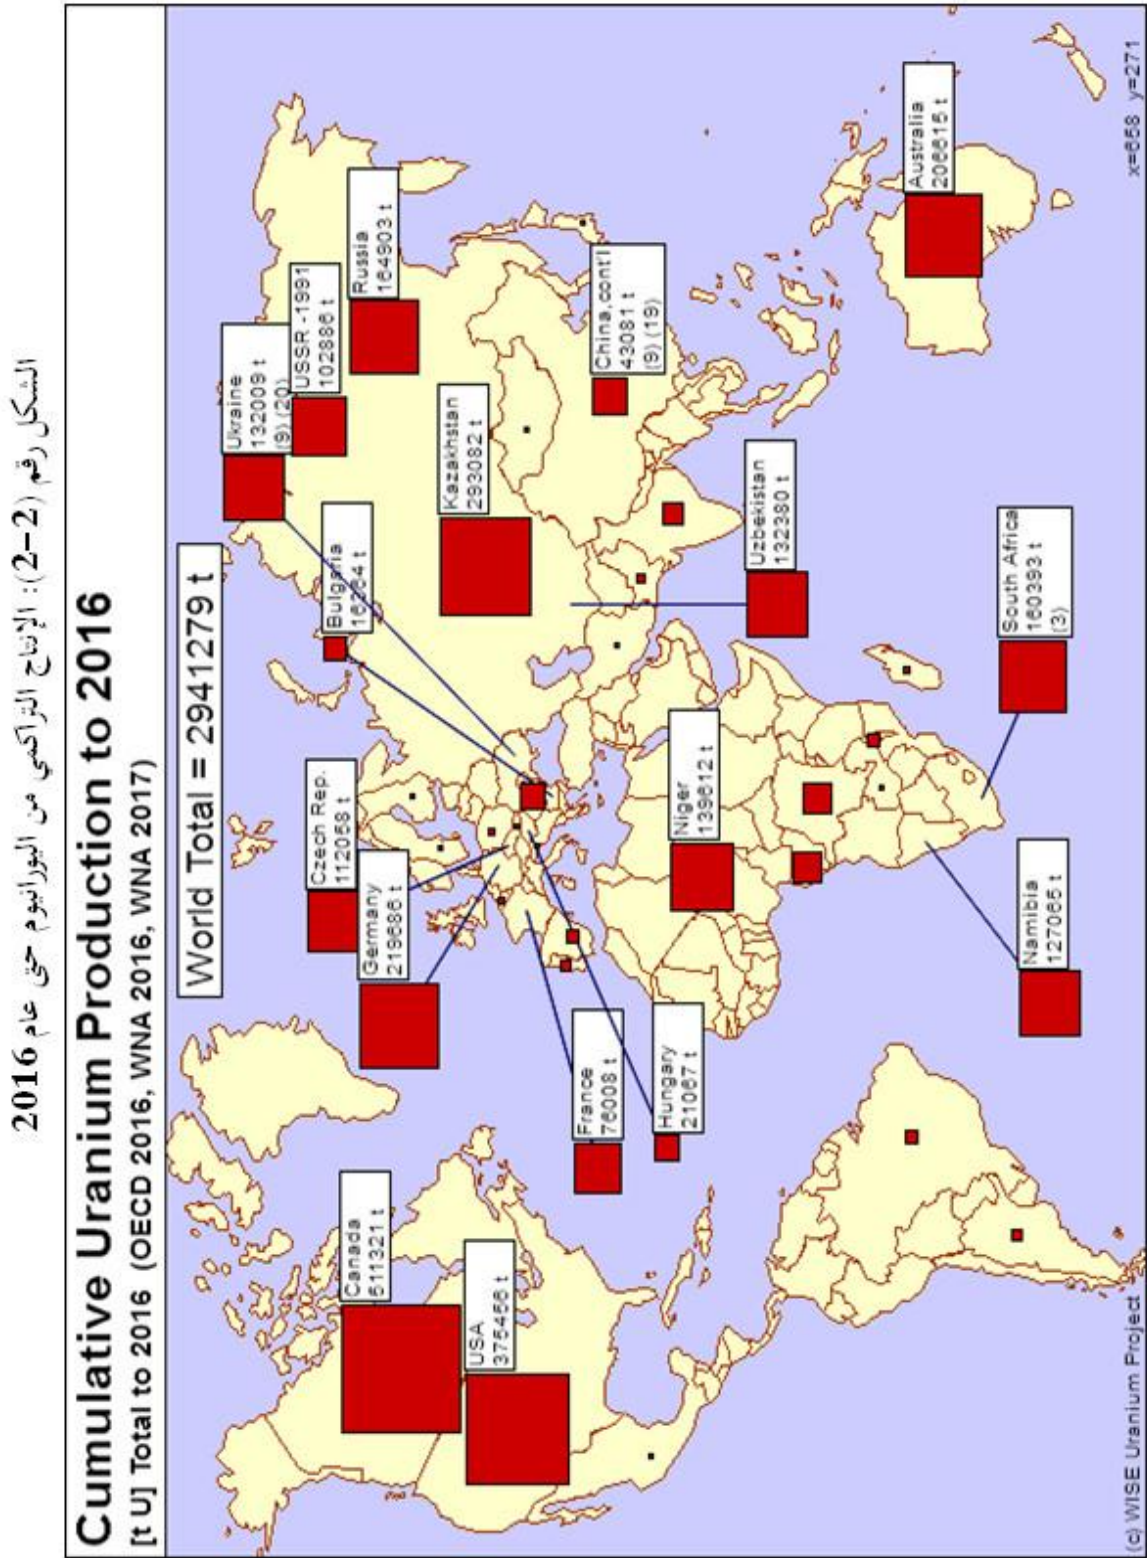 الشكل رقم (2-2): الإنتاج التراكمي من اليورانيوم حتى عام 2016
Cumulative Uranium Production to 2016
[t U] Total to 2016 (OECD 2016, WNA 2016, WNA 2017)
World Total = 2941279 t
Canada
511321 t
USA
375456 t
Germany
219686 t
Czech Rep.
112058 t
Bulgaria
16364 t
Ukraine
132009 t
(9) (20)
USSR -1991
102886 t
Russia
164903 t
Kazakhstan
293082 t
China,cont'l
43081 t
(9) (19)
France
76008 t
Hungary
21067 t
Niger
139612 t
Uzbekistan
132380 t
Australia
206615 t
Namibia
127065 t
South Africa
160393 t
(3)
(c) WISE Uranium Project
x=658 y=271